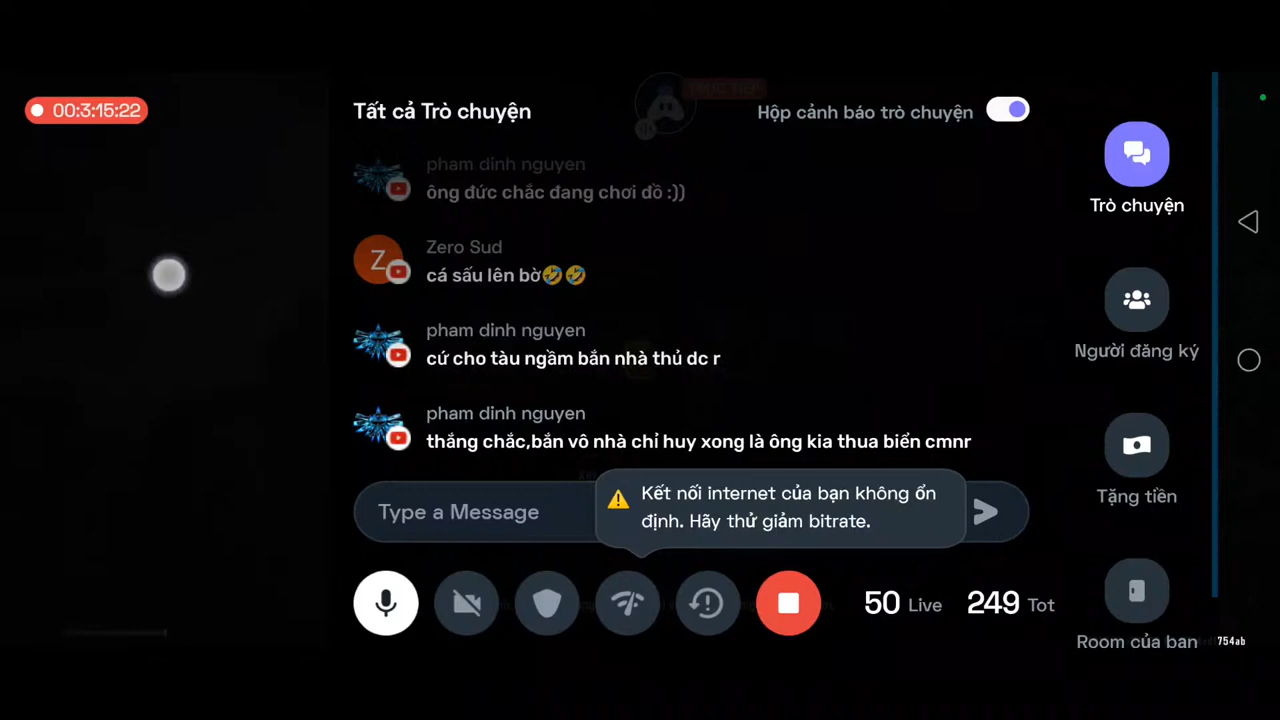 00:3:15:22
Tất cả Trò chuyện
Hộp cảnh báo trò chuyện
pham dinh nguyen
ông đức chắc đang chơi đồ :))
Z
Zero Sud
cá sấu lên bờ🤣🤣
pham dinh nguyen
cứ cho tàu ngầm bắn nhà thủ dc r
pham dinh nguyen
thắng chắc,bắn vô nhà chỉ huy xong là ông kia thua biển cmnr
Type a Message
Kết nối internet của bạn không ổn
định. Hãy thử giảm bitrate.
50 Live
249 Tot
Trò chuyện
Người đăng ký
Tặng tiền
Room của bạn
754ab